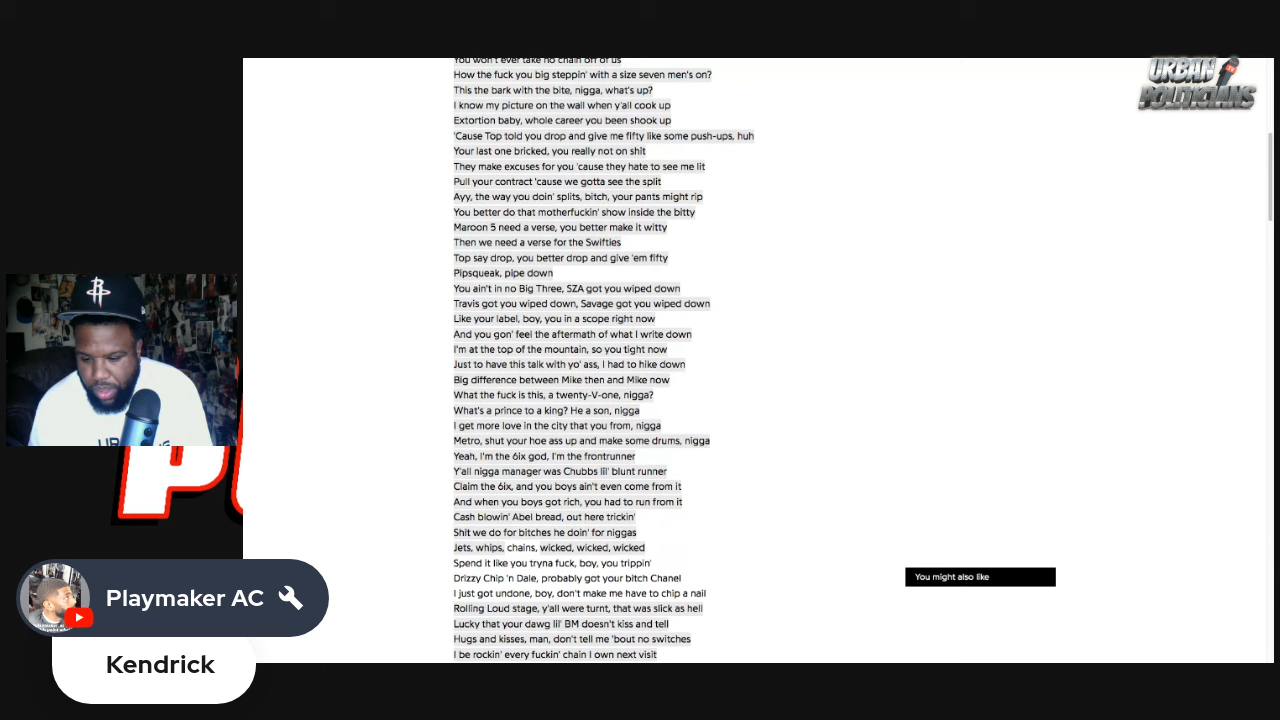 URBAN
POLITICIANS
You won't ever take no chain off of us
How the fuck you big steppin' with a size seven men's on?
This the bark with the bite, nigga, what's up?
I know my picture on the wall when y'all cook up
Extortion baby, whole career you been shook up
'Cause Top told you drop and give me fifty like some push-ups, huh
Your last one bricked, you really not on shit
They make excuses for you 'cause they hate to see me lit
Pull your contract 'cause we gotta see the split
Ayy, the way you doin' splits, bitch, your pants might rip
You better do that motherfuckin' show inside the bitty
Maroon 5 need a verse, you better make it witty
Then we need a verse for the Swifties
Top say drop, you better drop and give 'em fifty
Pipsqueak, pipe down
You ain't in no Big Three, SZA got you wiped down
Travis got you wiped down, Savage got you wiped down
Like your label, boy, you in a scope right now
And you gon' feel the aftermath of what I write down
I'm at the top of the mountain, so you tight now
Just to have this talk with yo' ass, I had to hike down
Big difference between Mike then and Mike now
What the fuck is this, a twenty-V-one, nigga?
What's a prince to a king? He a son, nigga
I get more love in the city that you from, nigga
Metro, shut your hoe ass up and make some drums, nigga
Yeah, I'm the 6ix god, I'm the frontrunner
Y'all nigga manager was Chubbs lil' blunt runner
Claim the 6ix, and you boys ain't even come from it
And when you boys got rich, you had to run from it
Cash blowin' Abel bread, out here trickin'
Shit we do for bitches he doin' for niggas
Jets, whips, chains, wicked, wicked, wicked
Spend it like you tryna fuck, boy, you trippin'
Drizzy Chip 'n Dale, probably got your bitch Chanel
I just got undone, boy, don't make me have to chip a nail
Rolling Loud stage, y'all were turnt, that was slick as hell
Lucky that your dawg lil' BM doesn't kiss and tell
Hugs and kisses, man, don't tell me 'bout no switches
I be rockin' every fuckin' chain I own next visit
You might also like
Playmaker AC
Kendrick